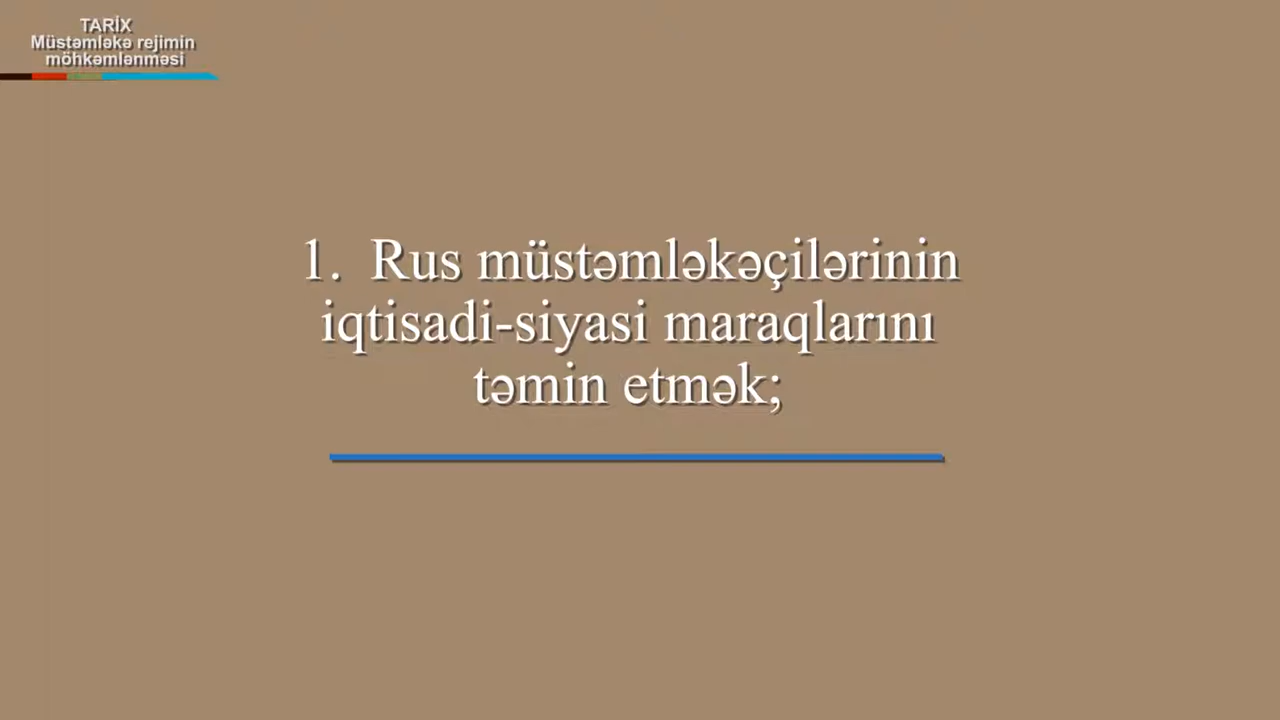 TARİX
Müstəmləkə rejimin
möhkəmlənməsi
1. Rus müstəmləkəçilərinin
iqtisadi-siyasi maraqlarını
təmin etmək;